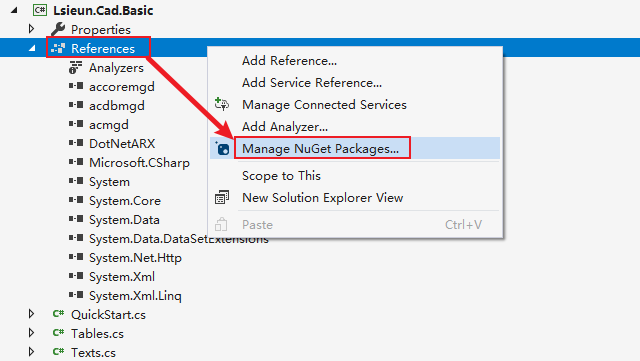 Lsieun.Cad.Basic
Properties
References
Analyzers
accoremgd
acdbmgd
acmgd
DotNetARX
Microsoft.CSharp
System
System.Core
System.Data
System.Data.DataSetExtensions
System.Net.Http
System.Xml
System.Xml.Linq
QuickStart.cs
Tables.cs
Texts.cs
Add Reference...
Add Service Reference...
Manage Connected Services
Add Analyzer...
Manage NuGet Packages...
Scope to This
New Solution Explorer View
Paste Ctrl+V